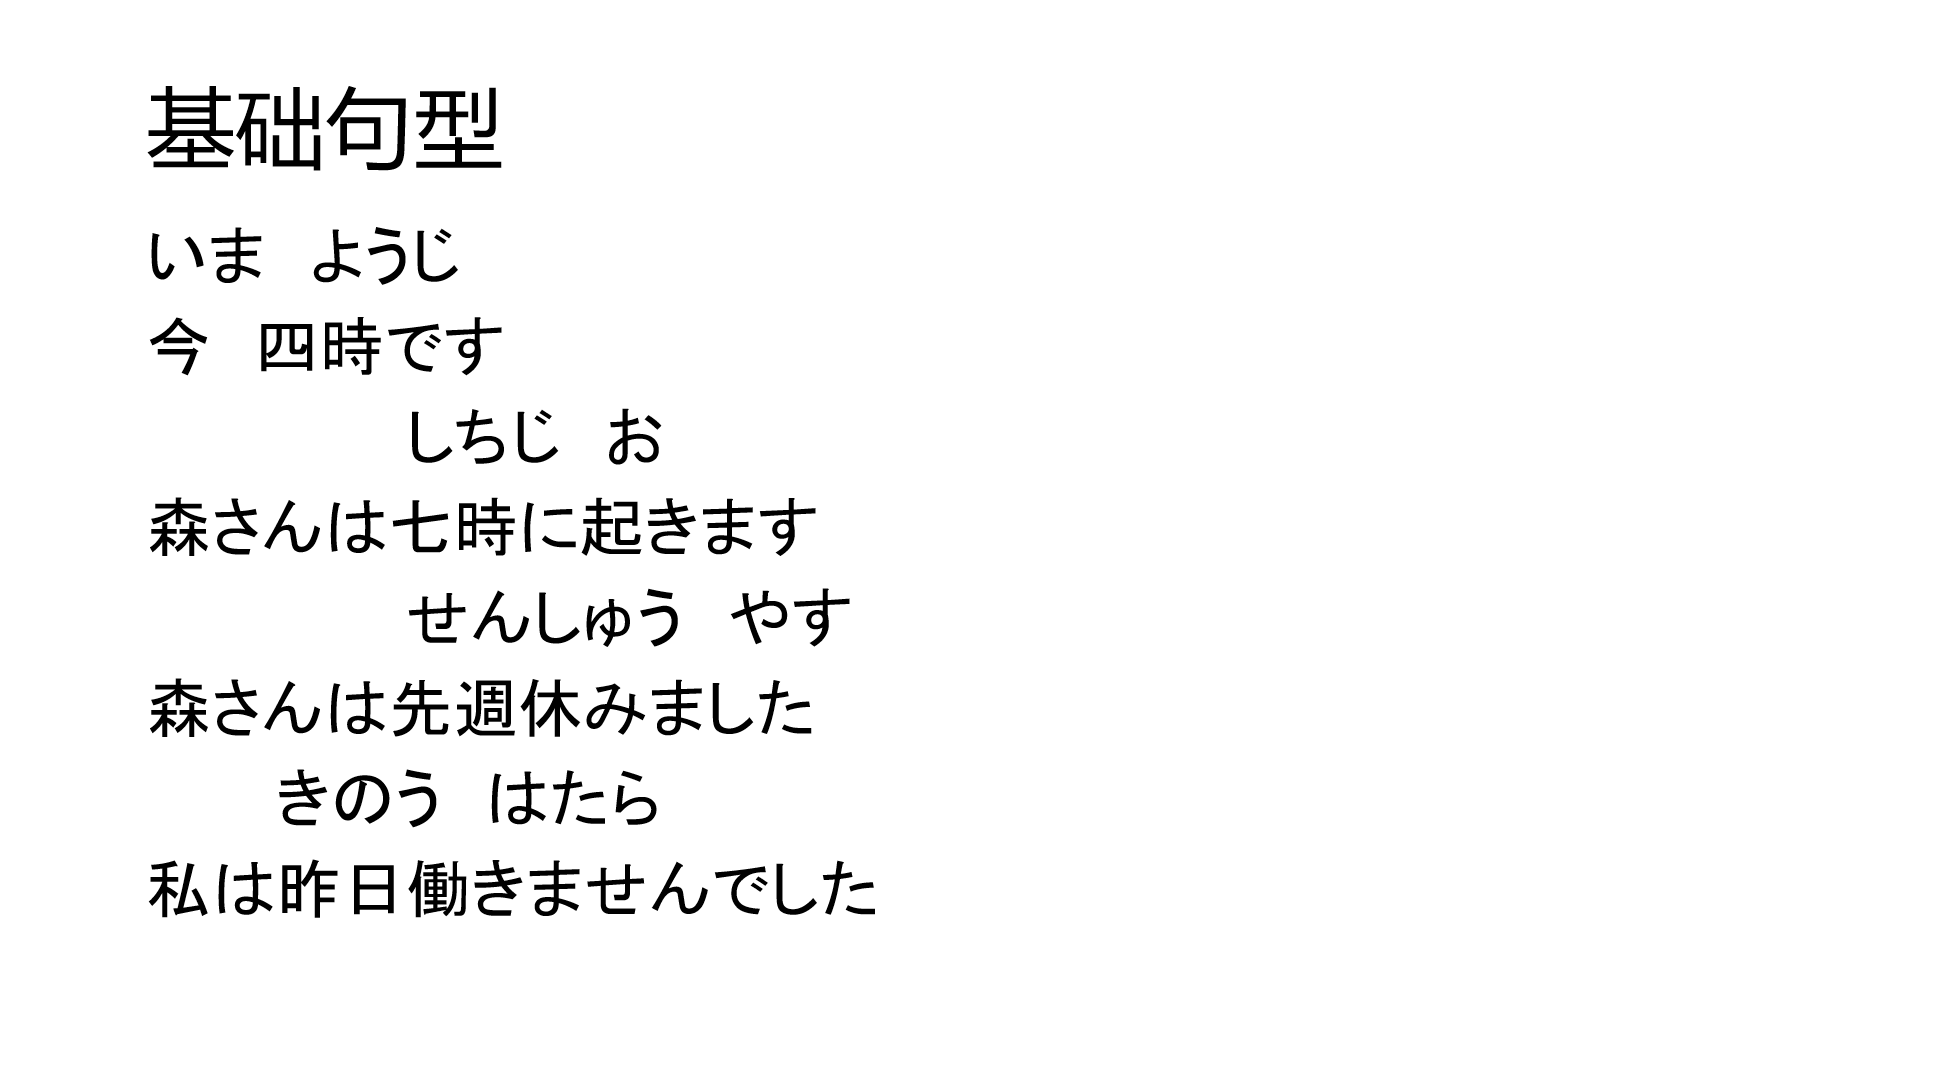 基础句型
いま　ようじ
今　四時です
しちじ　お
森さんは七時に起きます
せんしゅう　やす
森さんは先週休みました
きのう　はたら
私は昨日働きませんでした